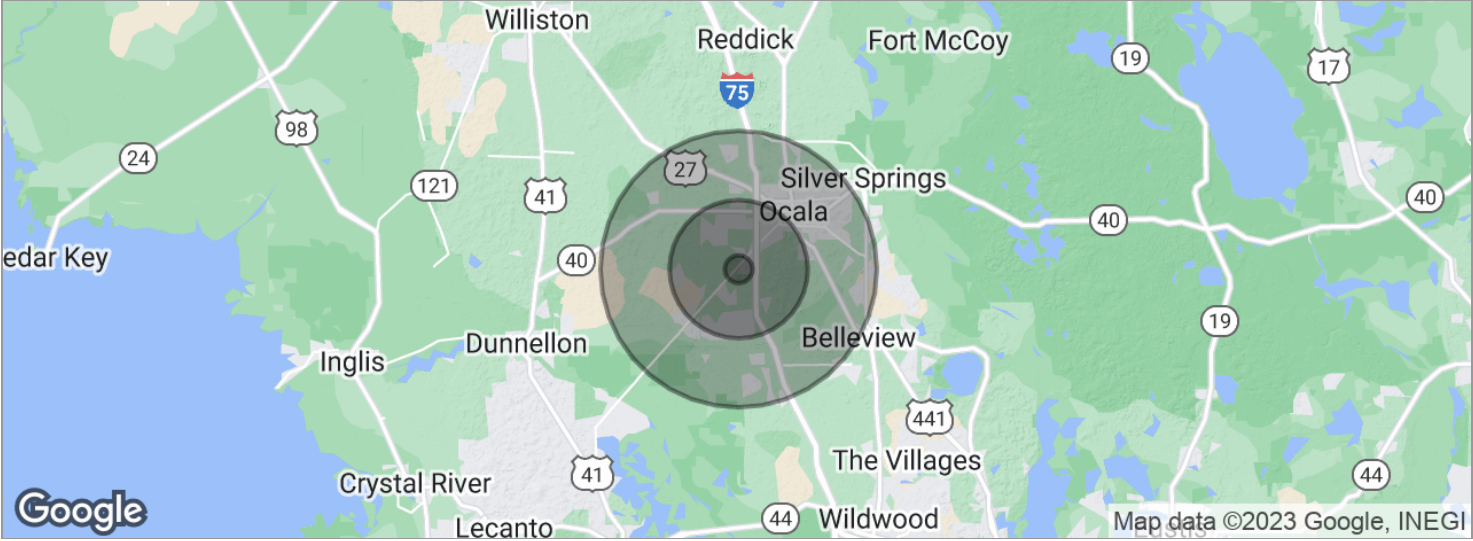 Williston
Reddick
Fort McCoy
19
17
75
98
24
27
121
41
Silver Springs
40
Ocala
40
edar Key
40
19
Belleview
Dunnellon
Inglis
441
The Villages
41
44
Crystal River
Google
Lecanto
44
Wildwood
Map data ©2023 Google, INEGI
Eustis